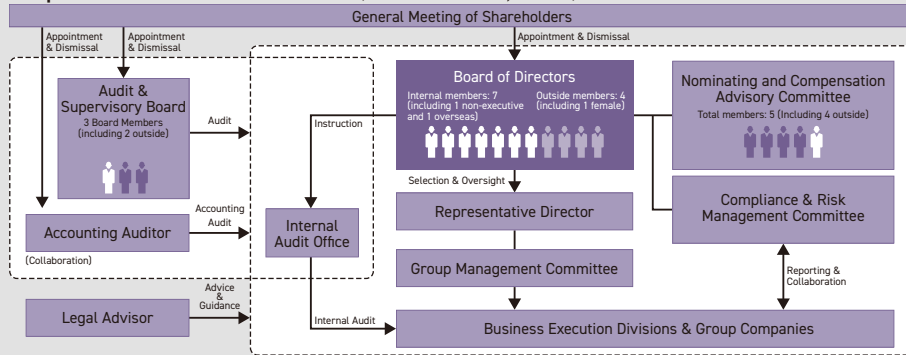 General Meeting of Shareholders
Appointment
& Dismissal
Appointment
& Dismissal
Appointment & Dismissal
Audit &
Supervisory Board
3 Board Members
(including 2 outside)
Audit
Instruction
Board of Directors
Internal members: 7
(including 1 non-executive
and 1 overseas)
Outside members: 4
(including 1 female)
Nominating and Compensation
Advisory Committee
Total members: 5 (Including 4 outside)
Selection & Oversight
Accounting Auditor
(Collaboration)
Accounting
Audit
Internal
Audit Office
Representative Director
Compliance & Risk
Management Committee
Group Management Committee
Reporting &
Collaboration
Legal Advisor
Advice
&
Guidance
Internal Audit
Business Execution Divisions & Group Companies